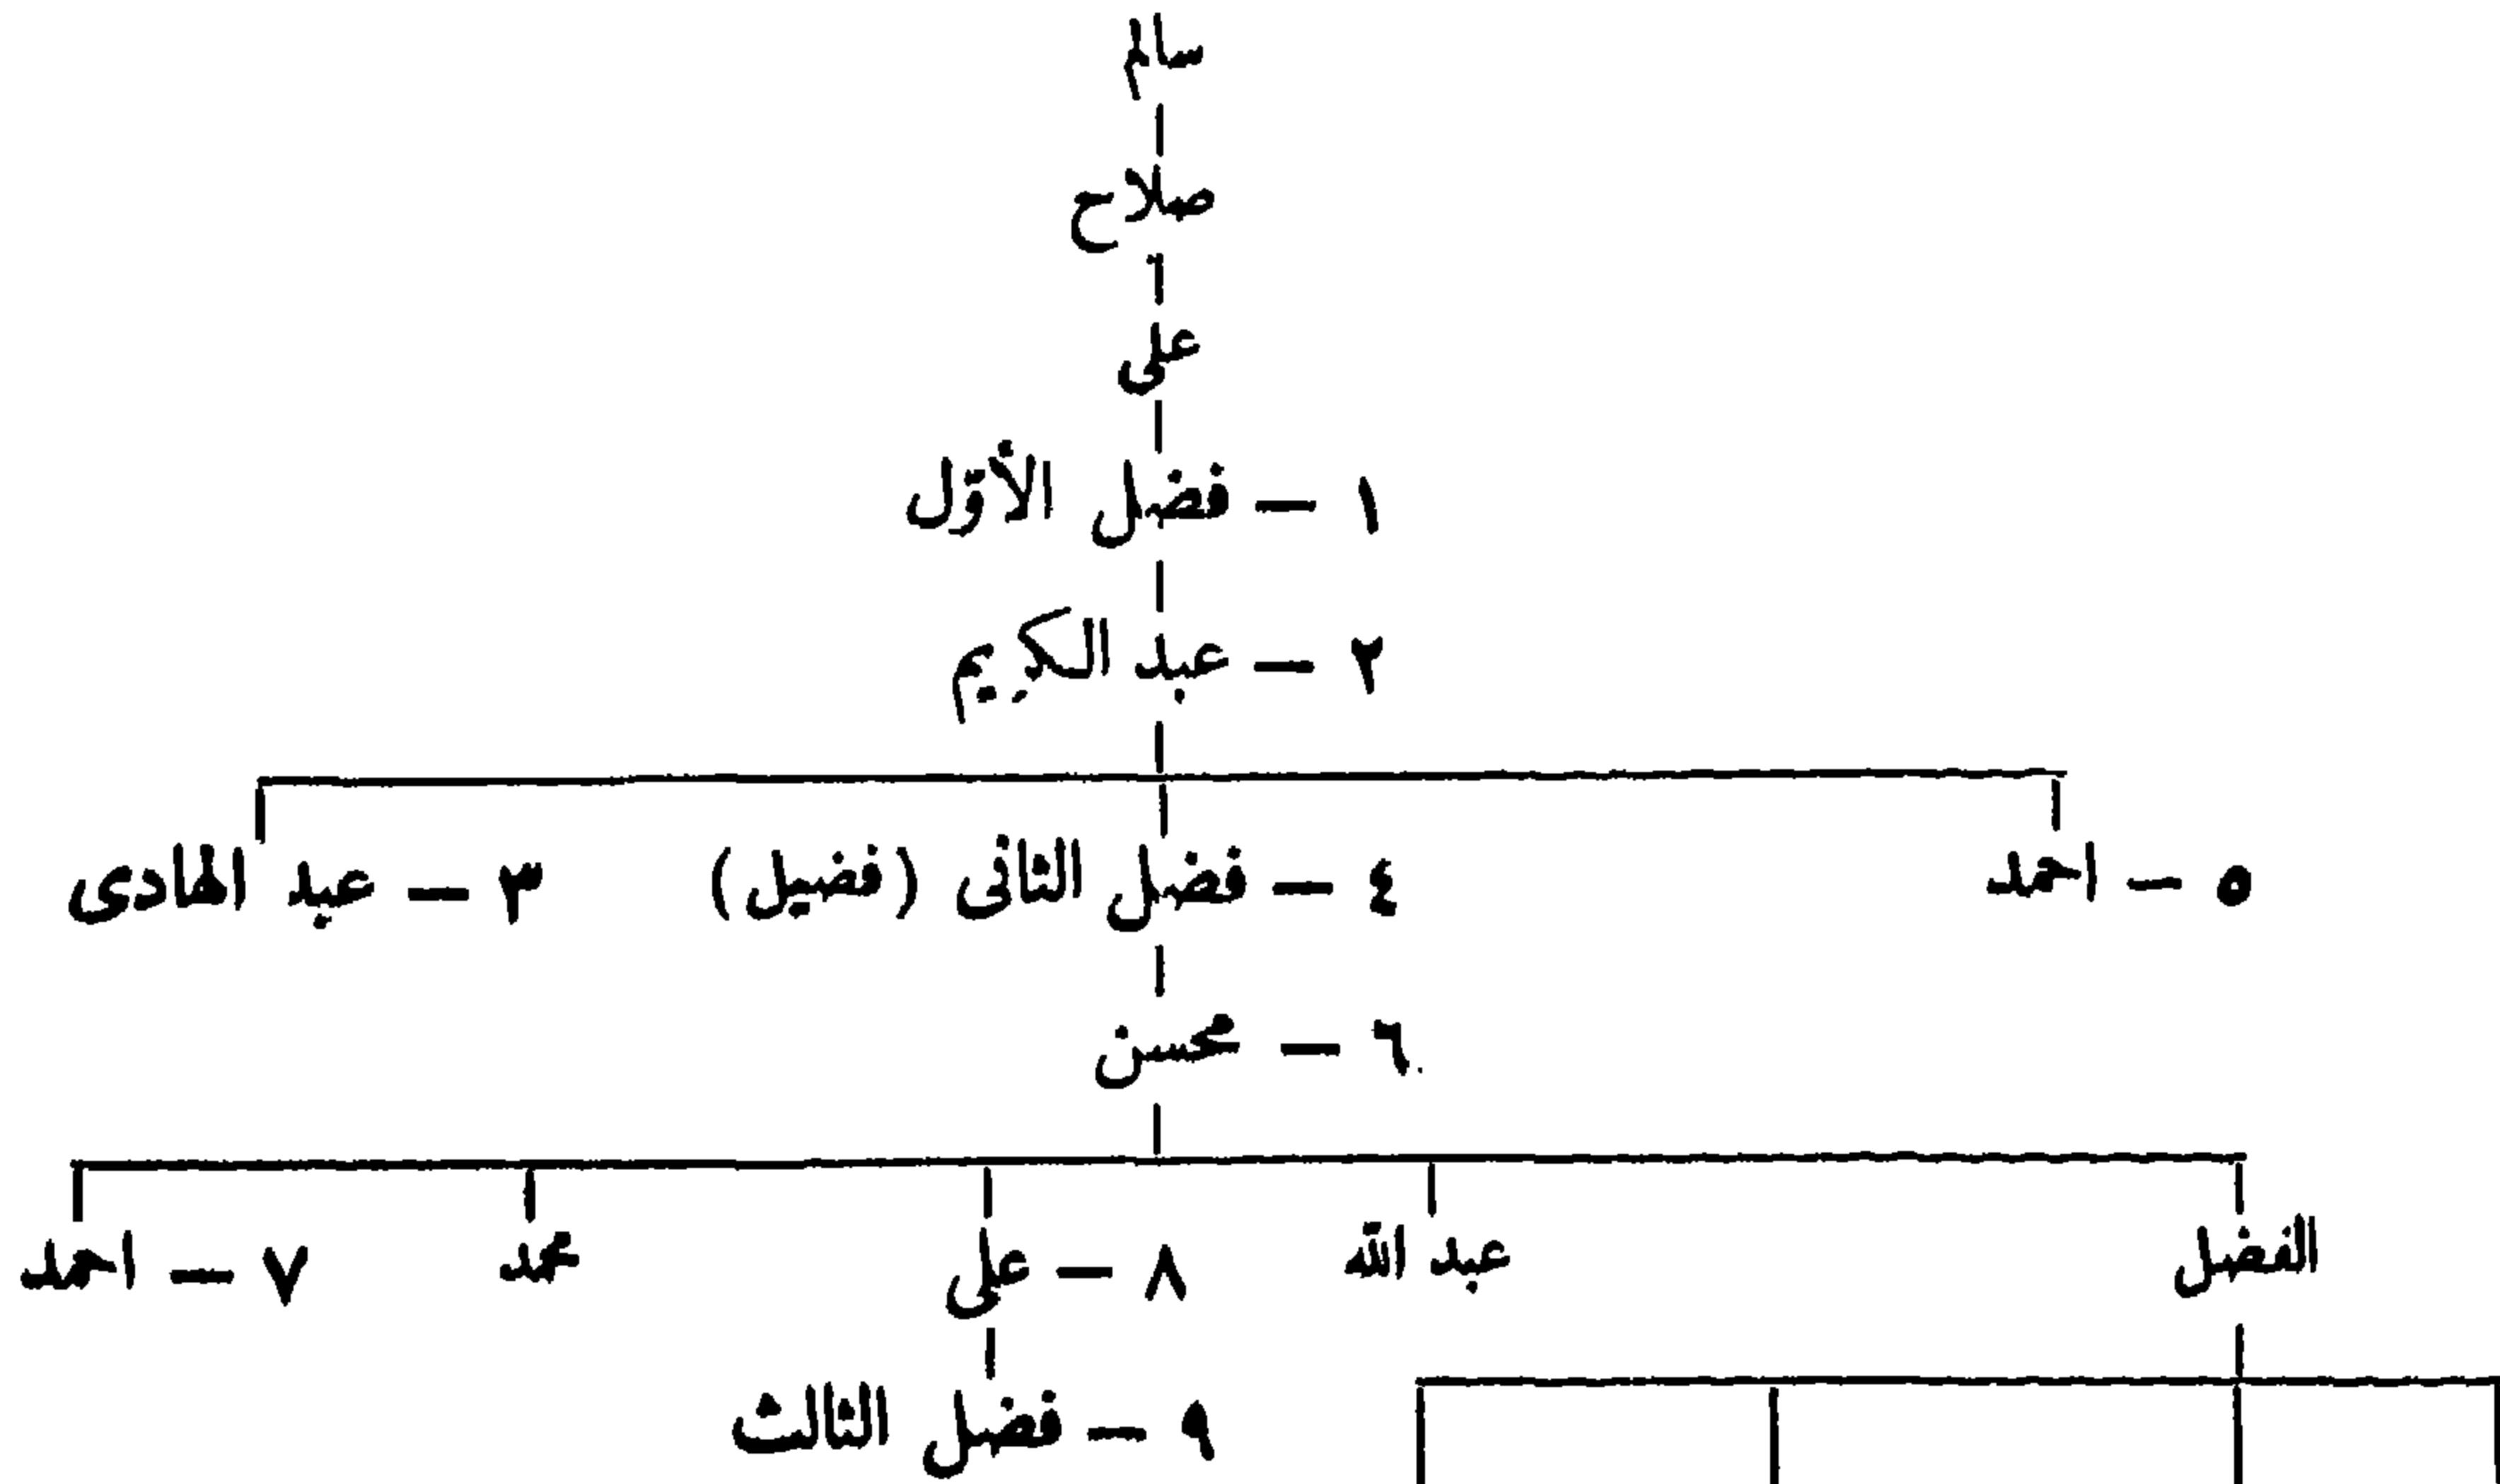 سالم
صلاح
على
١ — فضل الأوّل
٢ — عبد الكريم
٥ — احمد ٤ — فضل الثانى (فضيل) ٣ — عبد الهادى
٦ — محسن
الفضل عبد الله ٨ — على محمد ٧ — احمد
٩ — فضل الثالث